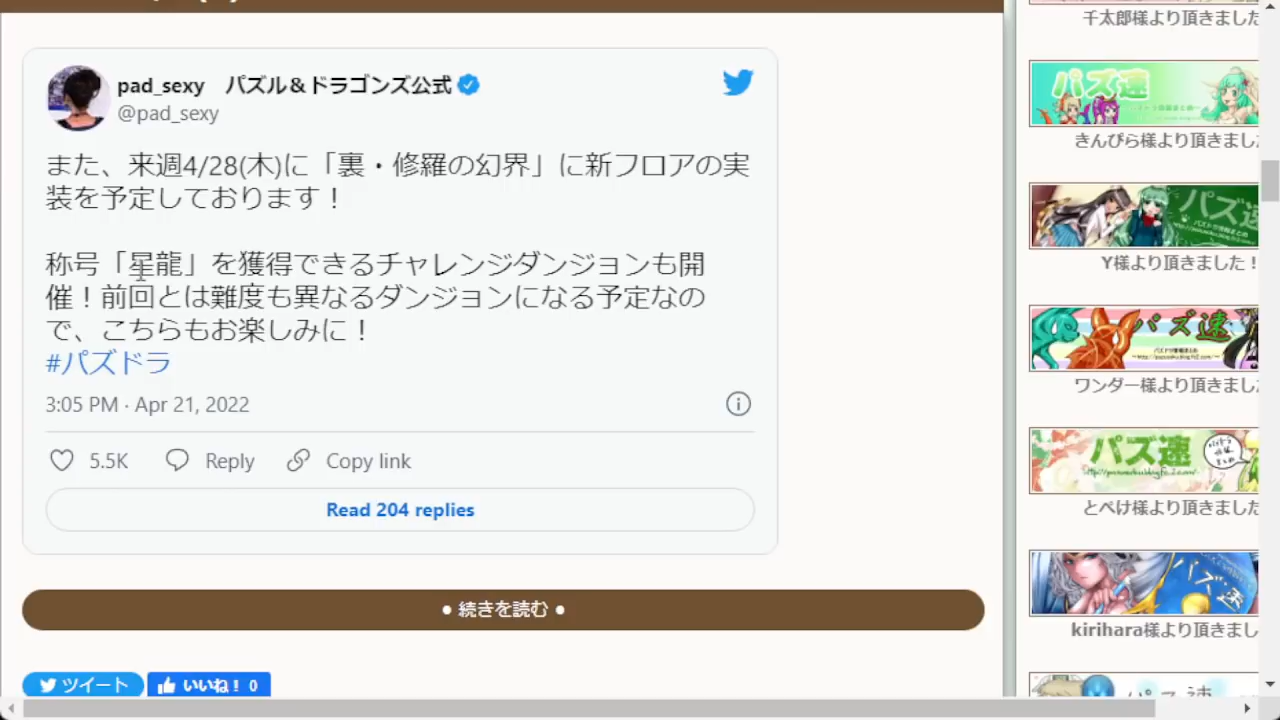 pad_sexy パズル＆ドラゴンズ公式
@pad_sexy
また、来週4/28(木)に「裏・修羅の幻界」に新フロアの実
装を予定しております！
称号「星龍」を獲得できるチャレンジダンジョンも開
催！前回とは難度も異なるダンジョンになる予定なの
で、こちらもお楽しみに！
#パズドラ
3:05 PM · Apr 21, 2022
5.5K Reply Copy link
Read 204 replies
● 続きを読む ●
ツイート いいね！ 0
千太郎様より頂きました
パズ速
きんぴら様より頂きまし
パズ速
Y様より頂きました！
パズ速
ワンダー様より頂きまし
パズ速
とペけ様より頂きました
パズ速
kirihara様より頂きまし
パズ速